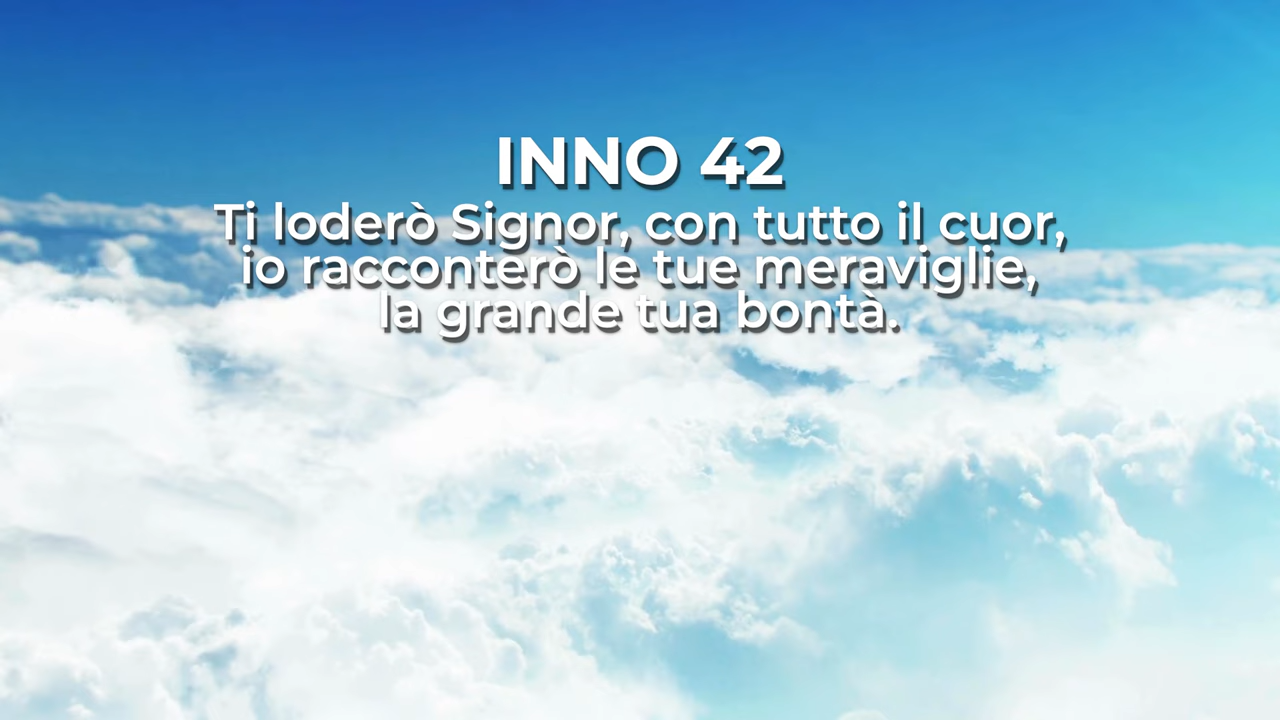 INNO 42
Ti loderò Signor, con tutto il cuor,
io racconterò le tue meraviglie,
la grande tua bontà.